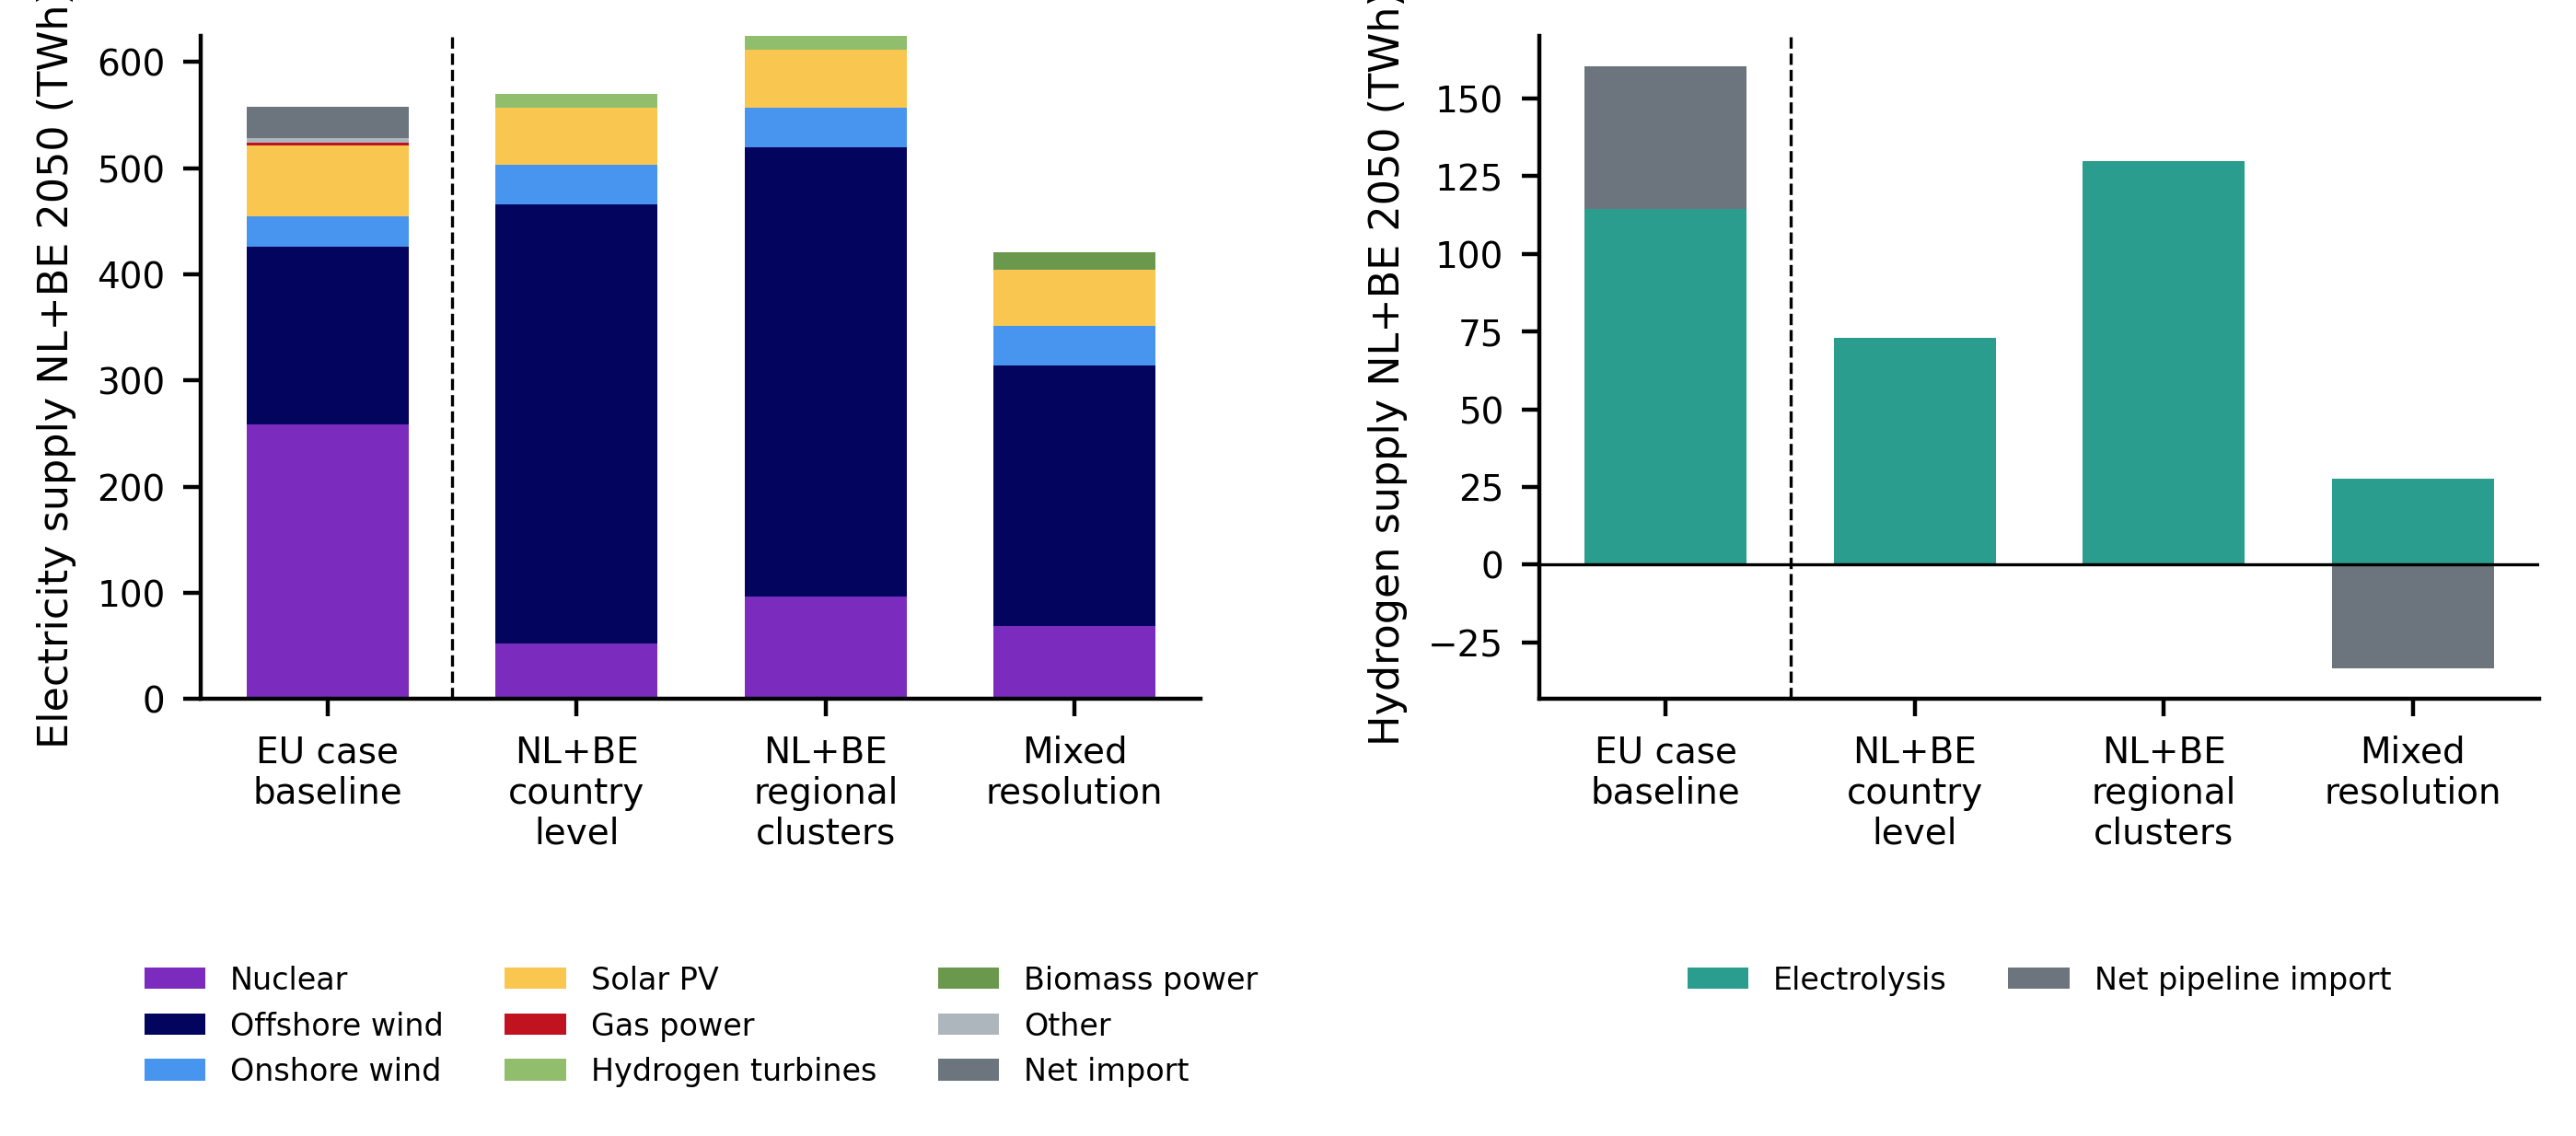 Electricity supply NL+BE 2050 (TWh)
600
500
400
300
200
100
0
EU case
baseline
NL+BE
country
level
NL+BE
regional
clusters
Mixed
resolution
Nuclear
Offshore wind
Onshore wind
Solar PV
Gas power
Hydrogen turbines
Biomass power
Other
Net import
Hydrogen supply NL+BE 2050 (TWh)
150
125
100
75
50
25
0
−25
EU case
baseline
NL+BE
country
level
NL+BE
regional
clusters
Mixed
resolution
Electrolysis
Net pipeline import